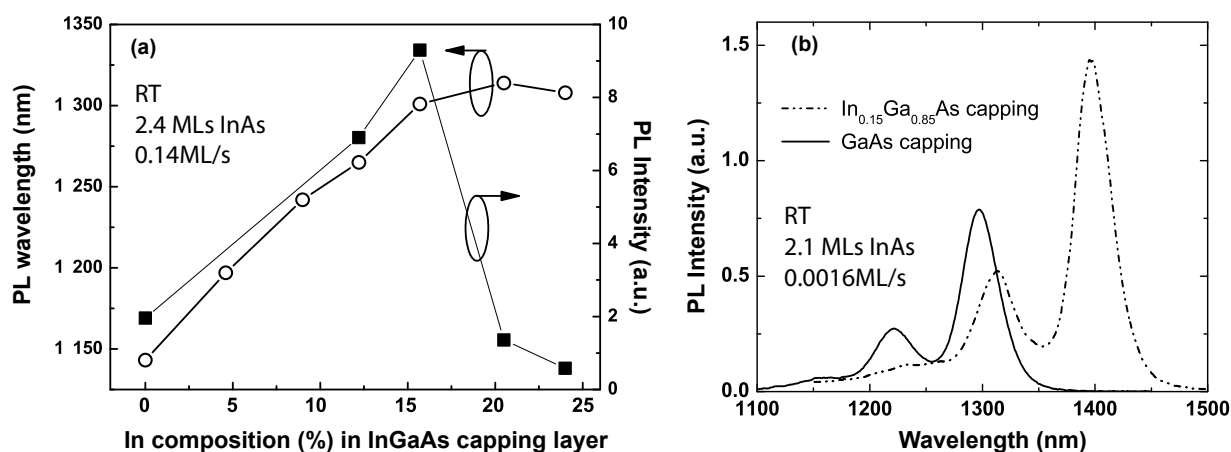 (a)
RT
2.4 MLs InAs
0.14ML/s
PL wavelength (nm)
1350
1 300
1 250
1 200
1 150
0
5
10
15
20
25
In composition (%) in InGaAs capping layer
10
8
6
4
2
0
PL Intensity (a.u.)
(b)
In0.15Ga0.85As capping
GaAs capping
RT
2.1 MLs InAs
0.0016ML/s
PL Intensity (a.u.)
1.5
1.0
0.5
0.0
1100
1200
1300
1400
1500
Wavelength (nm)